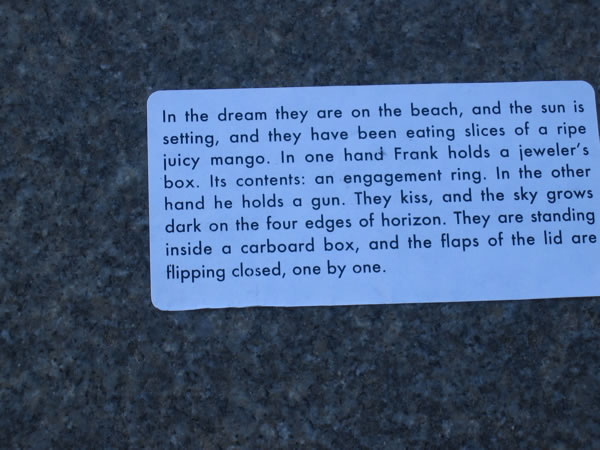 In the dream they are on the beach, and the sun is
setting, and they have been eating slices of a ripe
juicy mango. In one hand Frank holds a jeweler's
box. Its contents: an engagement ring. In the other
hand he holds a gun. They kiss, and the sky grows
dark on the four edges of horizon. They are standing
inside a carboard box, and the flaps of the lid are
flipping closed, one by one.